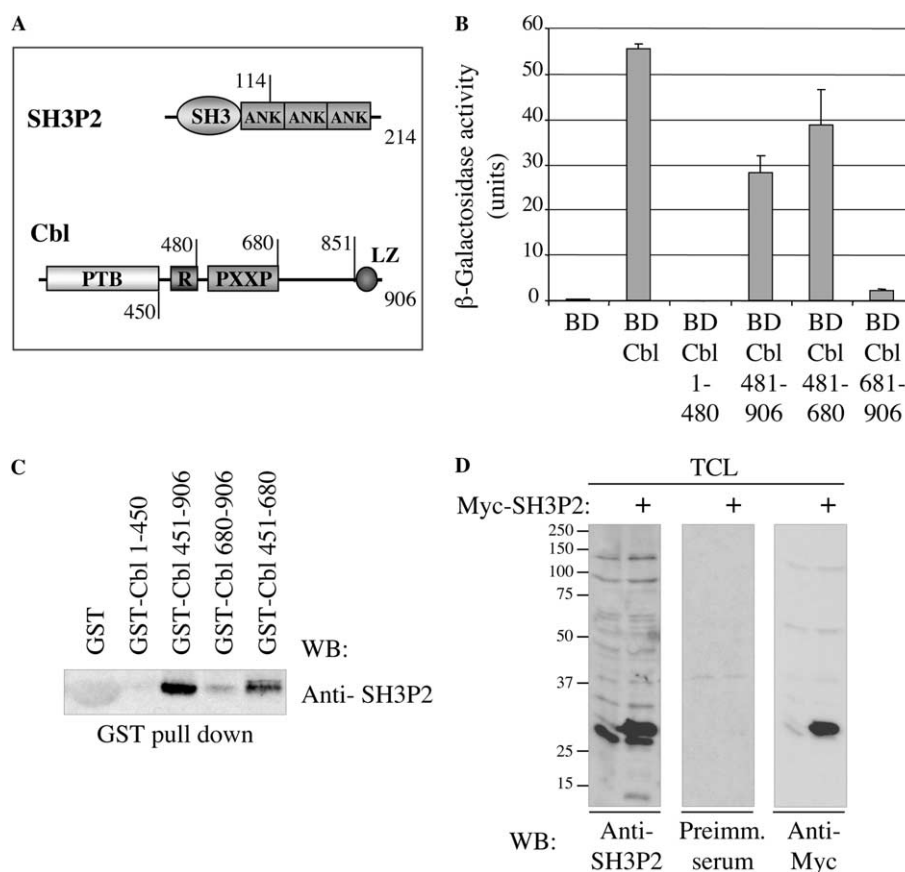 A
SH3P2
114
SH3 ANK ANK ANK
214
Cbl
480 680 851 LZ
PTB R PXXP
450 906
B
β-Galactosidase activity
(units)
60
50
40
30
20
10
0
BD BD BD BD BD BD
Cbl Cbl Cbl Cbl Cbl
1- 481- 481- 681-
480 906 680 906
C
GST
GST-Cbl 1-450
GST-Cbl 451-906
GST-Cbl 680-906
GST-Cbl 451-680
WB:
Anti- SH3P2
GST pull down
D
TCL
Myc-SH3P2: + + +
250
150
100
75
50
37
25
15
WB: Anti- Preimm. Anti-
SH3P2 serum Myc